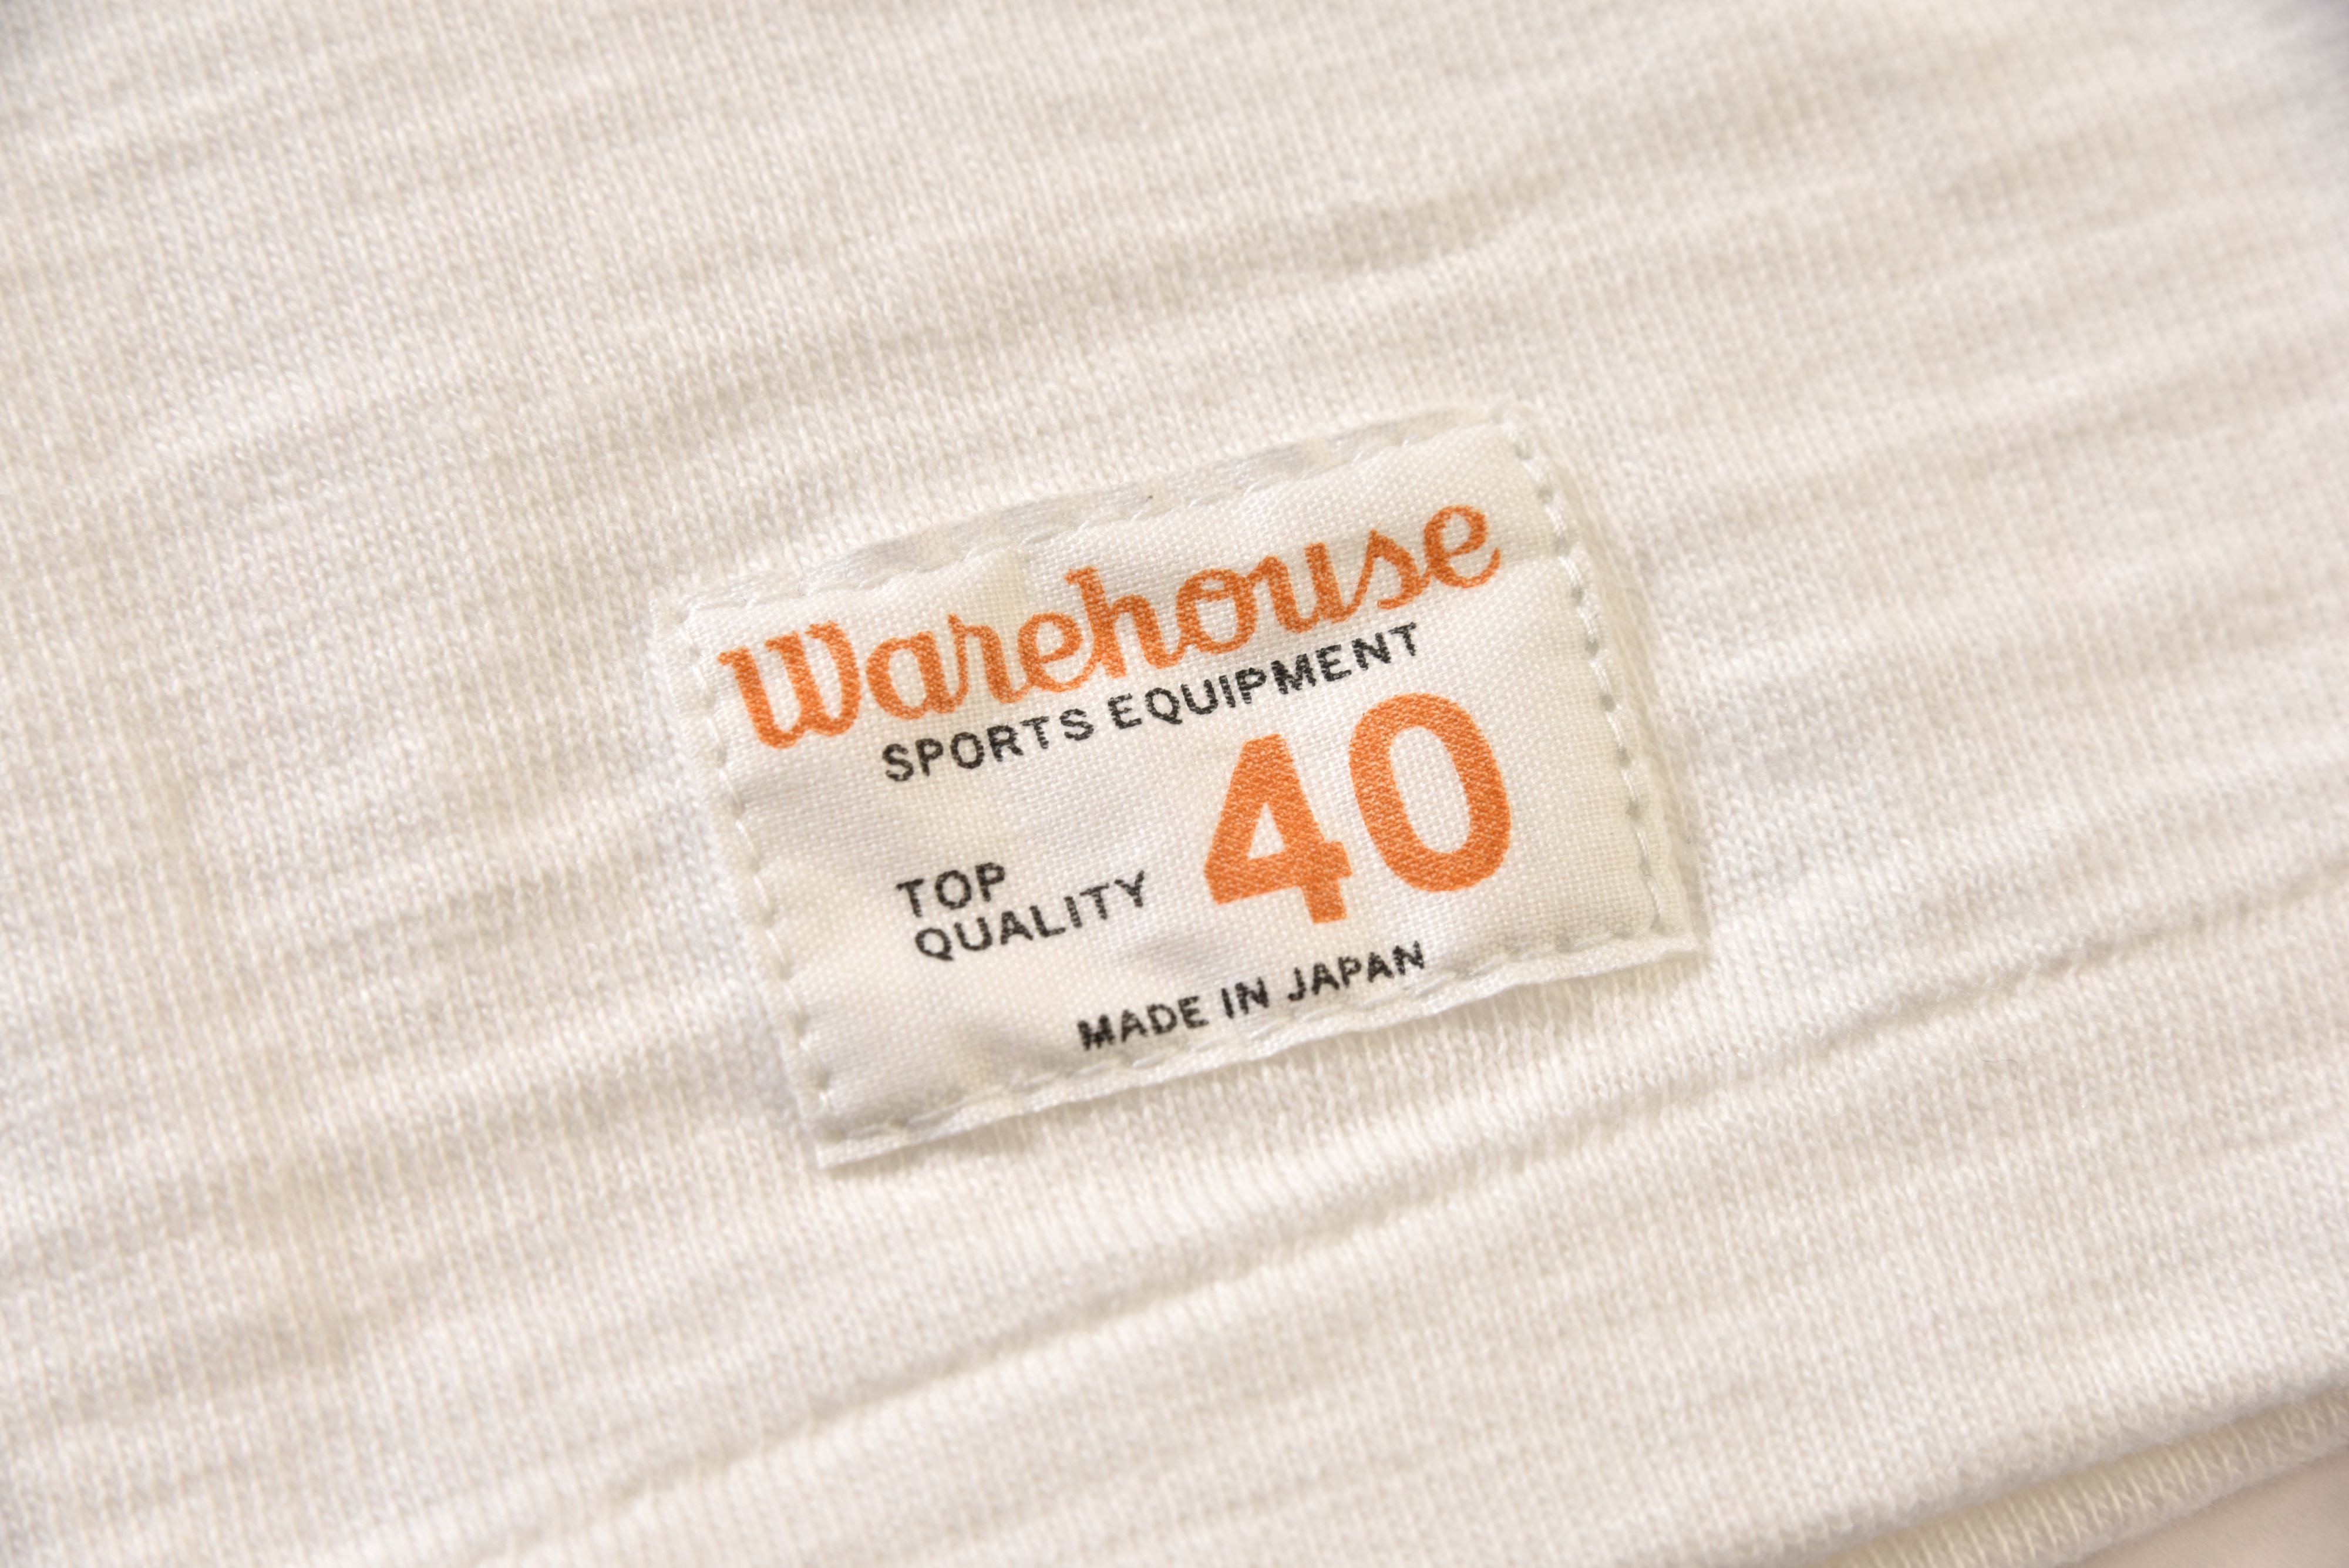 Warehouse
SPORTS EQUIPMENT
TOP
QUALITY
40
MADE IN JAPAN